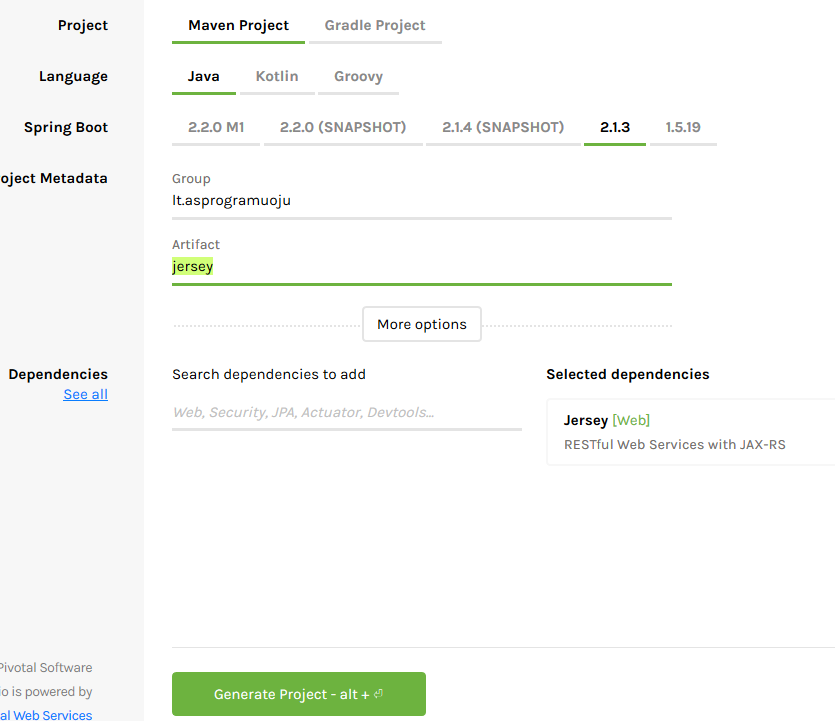 Project Maven Project Gradle Project
Language Java Kotlin Groovy
Spring Boot 2.2.0 M1 2.2.0 (SNAPSHOT) 2.1.4 (SNAPSHOT) 2.1.3 1.5.19
oject Metadata Group
lt.asprogramuoju
Artifact
jersey
More options
Dependencies
See all
Search dependencies to add
Web, Security, JPA, Actuator, Devtools...
Selected dependencies
Jersey [Web]
RESTful Web Services with JAX-RS
Pivotal Software
io is powered by
al Web Services
Generate Project - alt + ⏎